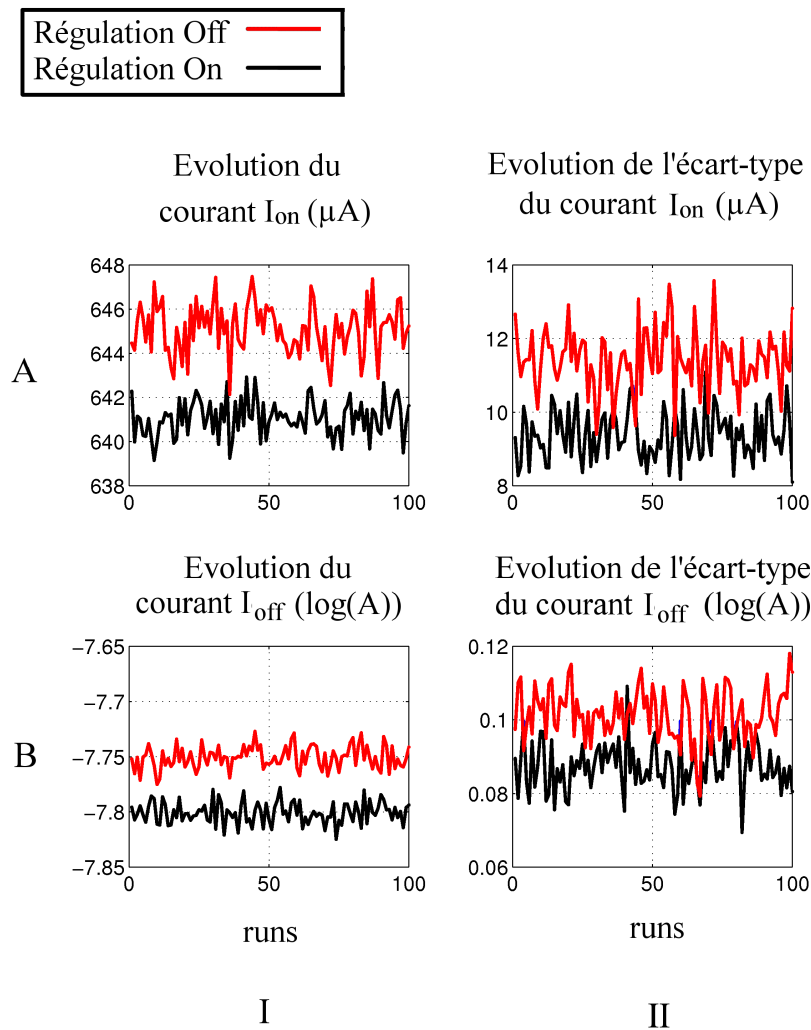 Régulation Off
Régulation On
Evolution du
courant Ion (µA)
Evolution de l'écart-type
du courant Ion (µA)
648
646
644
641
640
638
0
50
100
14
12
10
8
0
50
100
A
Evolution du
courant Ioff (log(A))
Evolution de l'écart-type
du courant Ioff (log(A))
−7.65
−7.7
−7.75
−7.8
−7.85
0
50
100
0.12
0.1
0.08
0.06
0
50
100
B
runs
runs
I
II